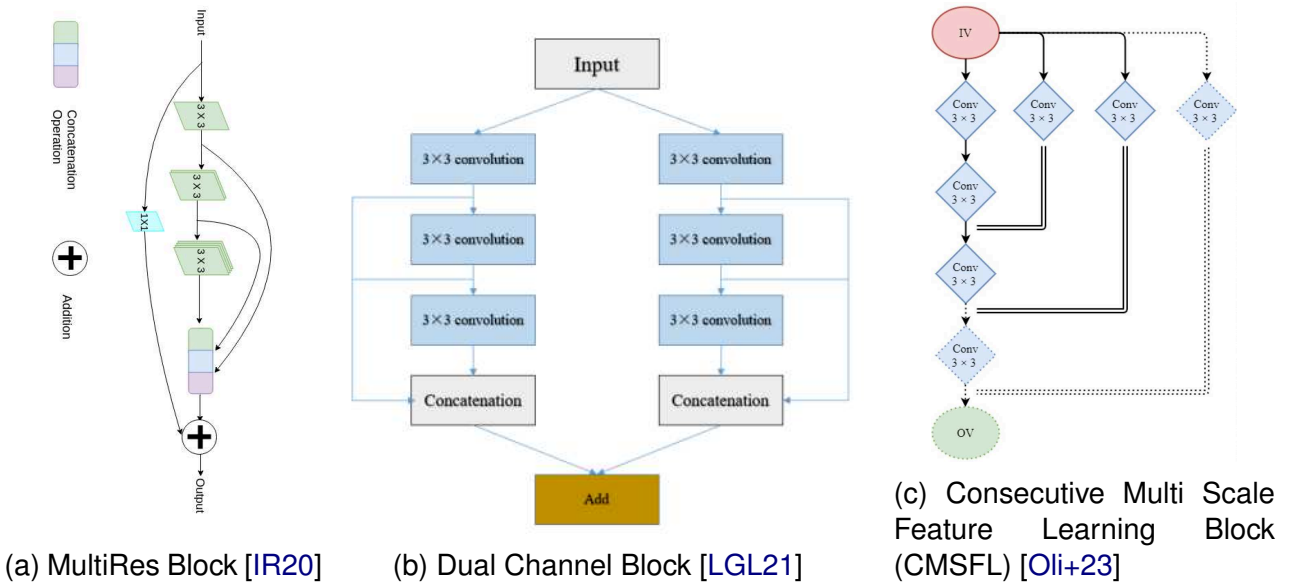 Input
3 X 3
3 X 3
1X1
3 X 3
Output
Concatenation
Operation
Addition
(a) MultiRes Block [IR20]
Input
3×3 convolution
3×3 convolution
3×3 convolution
3×3 convolution
3×3 convolution
3×3 convolution
Concatenation
Concatenation
Add
(b) Dual Channel Block [LGL21]
IV
Conv
3 × 3
Conv
3 × 3
Conv
3 × 3
Conv
3 × 3
Conv
3 × 3
Conv
3 × 3
Conv
3 × 3
OV
(c) Consecutive Multi Scale
Feature Learning Block
(CMSFL) [Oli+23]